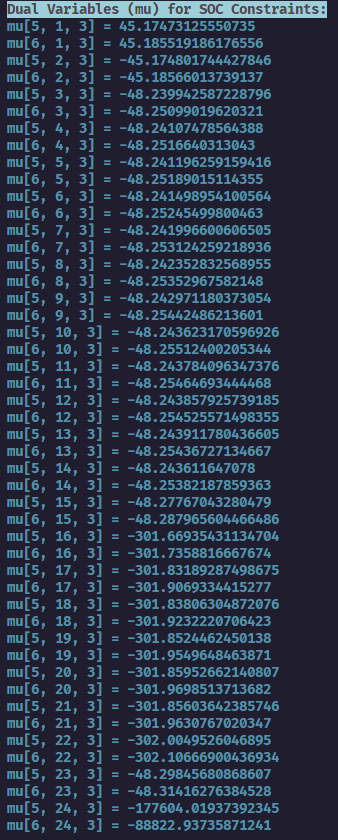 Dual Variables (mu) for SOC Constraints:
mu[5, 1, 3] = 45.17473125550735
mu[6, 1, 3] = 45.185519186176556
mu[5, 2, 3] = -45.174801744427846
mu[6, 2, 3] = -45.18566013739137
mu[5, 3, 3] = -48.239942587228796
mu[6, 3, 3] = -48.25099019620321
mu[5, 4, 3] = -48.24107478564388
mu[6, 4, 3] = -48.2516640313043
mu[5, 5, 3] = -48.241196259159416
mu[6, 5, 3] = -48.25189015114355
mu[5, 6, 3] = -48.241498954100564
mu[6, 6, 3] = -48.25245499800463
mu[5, 7, 3] = -48.24196600606505
mu[6, 7, 3] = -48.253124259218936
mu[5, 8, 3] = -48.242352832568955
mu[6, 8, 3] = -48.25352967582148
mu[5, 9, 3] = -48.242971180373054
mu[6, 9, 3] = -48.25442486213601
mu[5, 10, 3] = -48.243623170596926
mu[6, 10, 3] = -48.25512400205344
mu[5, 11, 3] = -48.24378409634737​6
mu[6, 11, 3] = -48.25464693444468
mu[5, 12, 3] = -48.243857925739185
mu[6, 12, 3] = -48.254525571498355
mu[5, 13, 3] = -48.243911780436605
mu[6, 13, 3] = -48.25436727134667
mu[5, 14, 3] = -48.243611647078
mu[6, 14, 3] = -48.25382187859363
mu[5, 15, 3] = -48.27767043280479
mu[6, 15, 3] = -48.287965604466486
mu[5, 16, 3] = -301.66935431134704
mu[6, 16, 3] = -301.7358816667674
mu[5, 17, 3] = -301.83189287498675
mu[6, 17, 3] = -301.9069334415277
mu[5, 18, 3] = -301.83806304872076
mu[6, 18, 3] = -301.9232220706423
mu[5, 19, 3] = -301.8524462450138
mu[6, 19, 3] = -301.9549648463871
mu[5, 20, 3] = -301.85952662140807
mu[6, 20, 3] = -301.9698513713682
mu[5, 21, 3] = -301.85603642385746
mu[6, 21, 3] = -301.9630767020347
mu[5, 22, 3] = -302.0049526046895
mu[6, 22, 3] = -302.10666900436934
mu[5, 23, 3] = -48.29845680868607
mu[6, 23, 3] = -48.31416276384528
mu[5, 24, 3] = -177604.01937392345
mu[6, 24, 3] = -88822.93735871241